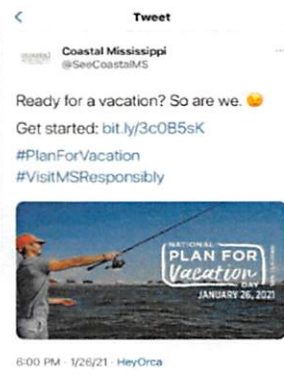 Tweet
Coastal Mississippi
@SeeCoastalMS
Ready for a vacation? So are we. 😉
Get started: bit.ly/3c0B5sK
#PlanForVacation
#VisitMSResponsibly
NATIONAL
PLAN FOR
Vacation
DAY
JANUARY 26, 2021
6:00 PM · 1/26/21 · HeyOrca